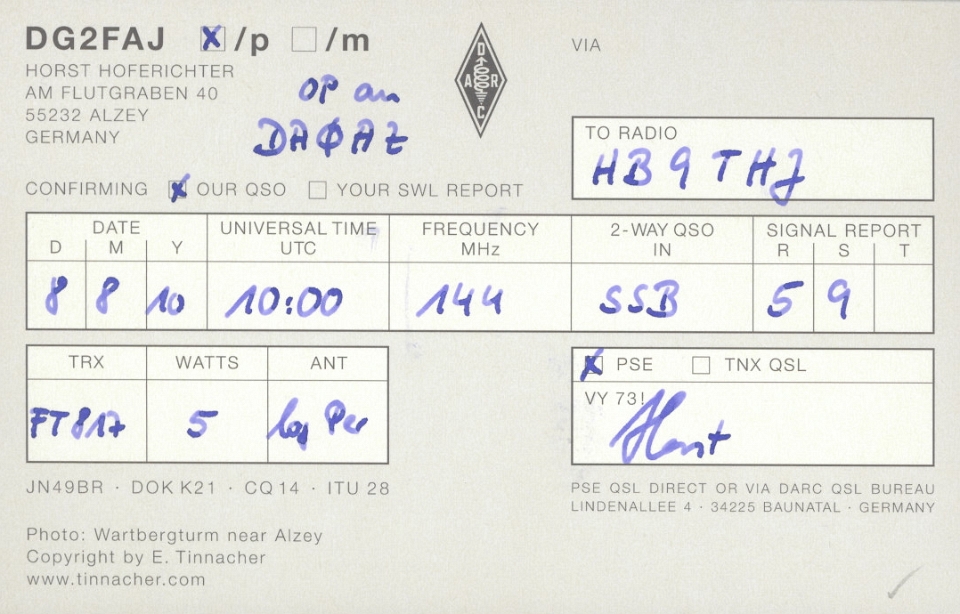 DG2FAJ X /p /m
HORST HOFERICHTER
AM FLUTGRABEN 40
55232 ALZEY
GERMANY
OP an
DAØAZ
DARC
VIA
TO RADIO
HB9THJ
CONFIRMING X OUR QSO YOUR SWL REPORT
DATE UNIVERSAL TIME FREQUENCY 2-WAY QSO SIGNAL REPORT
D M Y UTC MHz IN R S T
8 8 10 10:00 144 SSB 5 9
TRX WATTS ANT
FT817 5 log Per
X PSE TNX QSL
VY 73!
Horst
JN49BR · DOK K21 · CQ 14 · ITU 28
PSE QSL DIRECT OR VIA DARC QSL BUREAU
LINDENALLEE 4 · 34225 BAUNATAL · GERMANY
Photo: Wartbergturm near Alzey
Copyright by E. Tinnacher
www.tinnacher.com